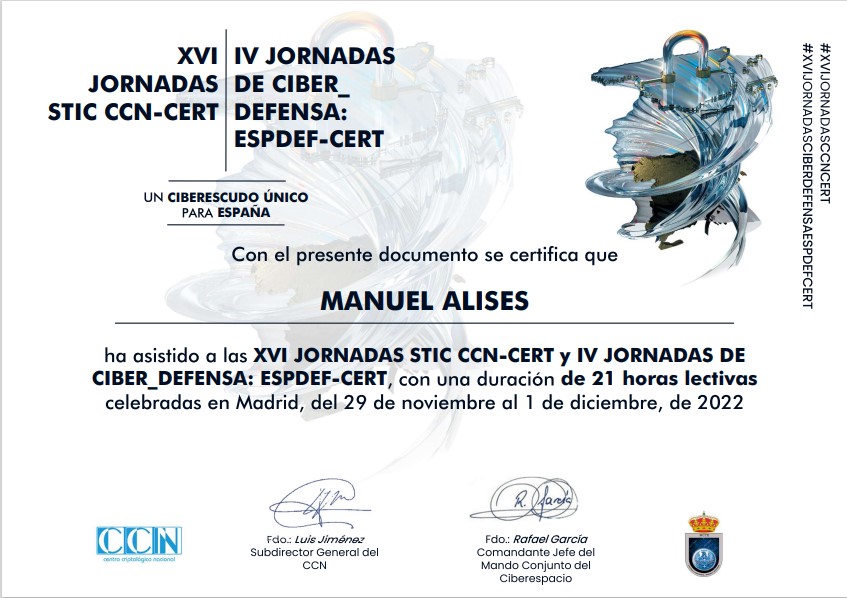 XVI
JORNADAS
STIC CCN-CERT
IV JORNADAS
DE CIBER_
DEFENSA:
ESPDEF-CERT
UN CIBERESCUDO ÚNICO
PARA ESPAÑA
#XVIJORNADASCCNCERT
#XVIJORNADASCIBERDEFENSAESPDEFCERT
Con el presente documento se certifica que
MANUEL ALISES
ha asistido a las XVI JORNADAS STIC CCN-CERT y IV JORNADAS DE
CIBER_DEFENSA: ESPDEF-CERT, con una duración de 21 horas lectivas
celebradas en Madrid, del 29 de noviembre al 1 de diciembre, de 2022
R. García
CCN
centro criptológico nacional
Fdo.: Luis Jiménez
Subdirector General del
CCN
Fdo.: Rafael García
Comandante Jefe del
Mando Conjunto del
Ciberespacio